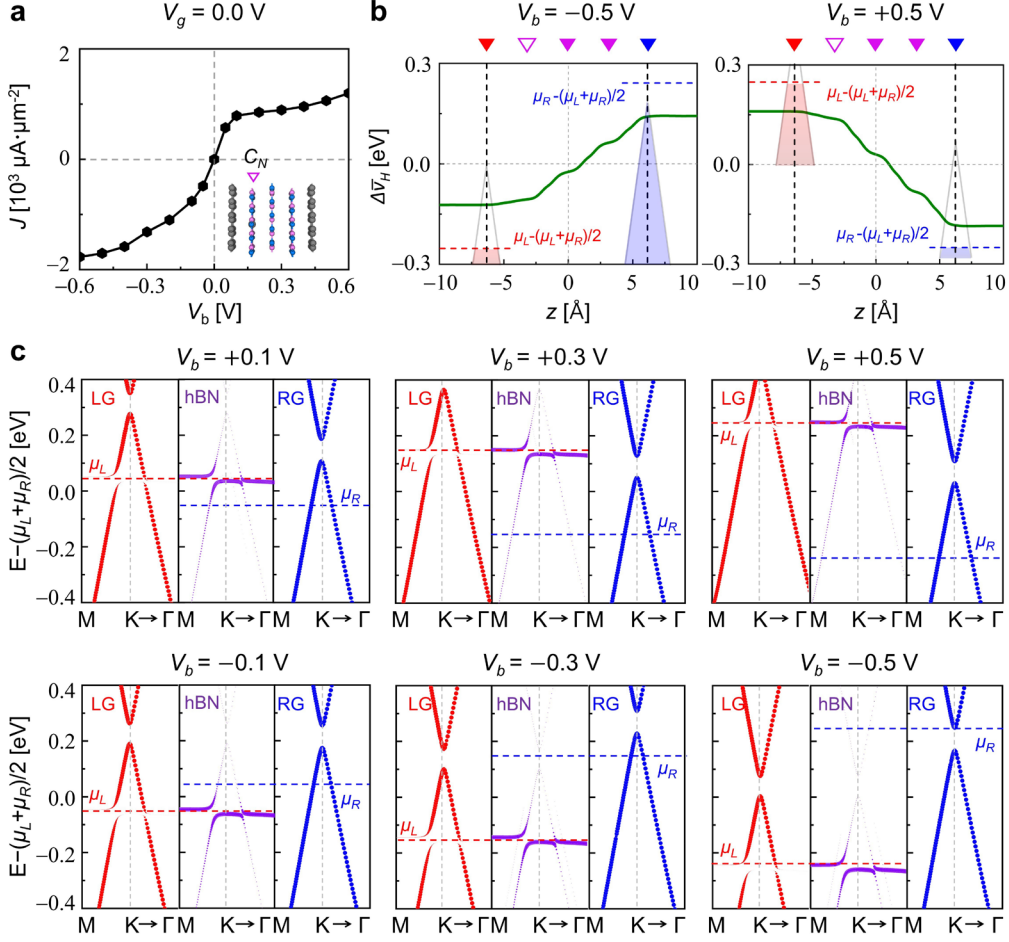 a
V_g = 0.0 V
2
0
−2
J [10³ μA·μm⁻²]
C_N
−0.6 −0.3 0.0 0.3 0.6
V_b [V]
b
V_b = −0.5 V
V_b = +0.5 V
0.3
0.0
−0.3
Δv̄_H [eV]
μ_R−(μ_L+μ_R)/2
μ_L−(μ_L+μ_R)/2
−10 −5 0 5 10
z [Å]
0.3
0.0
−0.3
μ_L−(μ_L+μ_R)/2
μ_R−(μ_L+μ_R)/2
−10 −5 0 5 10
z [Å]
c
V_b = +0.1 V
V_b = +0.3 V
V_b = +0.5 V
E−(μ_L+μ_R)/2 [eV]
0.4
0.2
0.0
−0.2
−0.4
LG hBN RG
μ_L
μ_R
M K→Γ M K→Γ M K→Γ
LG hBN RG
μ_L
μ_R
M K→Γ M K→Γ M K→Γ
LG hBN RG
μ_L
μ_R
M K→Γ M K→Γ M K→Γ
V_b = −0.1 V
V_b = −0.3 V
V_b = −0.5 V
E−(μ_L+μ_R)/2 [eV]
0.4
0.2
0.0
−0.2
−0.4
LG hBN RG
μ_L
μ_R
M K→Γ M K→Γ M K→Γ
LG hBN RG
μ_L
μ_R
M K→Γ M K→Γ M K→Γ
LG hBN RG
μ_L
μ_R
M K→Γ M K→Γ M K→Γ